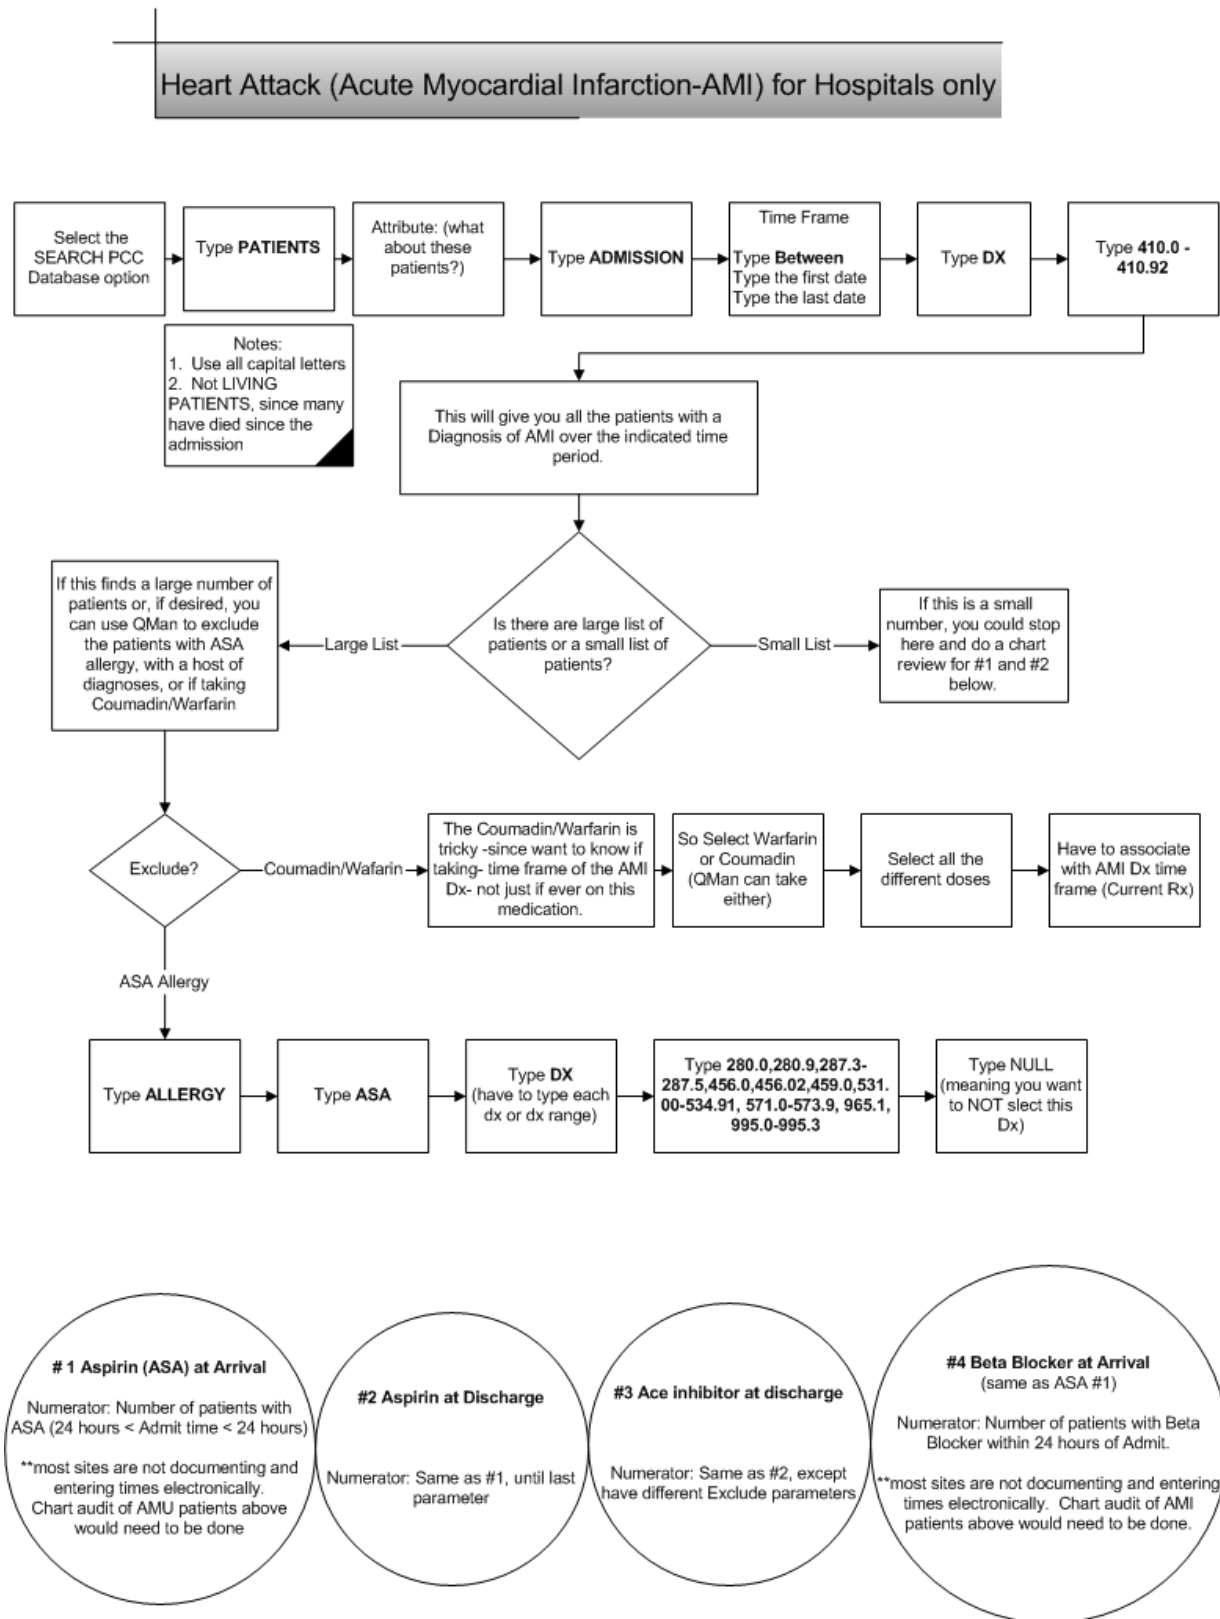 Heart Attack (Acute Myocardial Infarction-AMI) for Hospitals only
Select the
SEARCH PCC
Database option
Type PATIENTS
Attribute: (what
about these
patients?)
Type ADMISSION
Time Frame
Type Between
Type the first date
Type the last date
Type DX
Type 410.0 -
410.92
Notes:
1. Use all capital letters
2. Not LIVING
PATIENTS, since many
have died since the
admission
This will give you all the patients with a
Diagnosis of AMI over the indicated time
period.
If this finds a large number of
patients or, if desired, you
can use QMan to exclude
the patients with ASA
allergy, with a host of
diagnoses, or if taking
Coumadin/Warfarin
Large List
Is there are large list of
patients or a small list of
patients?
Small List
If this is a small
number, you could stop
here and do a chart
review for #1 and #2
below.
Exclude?
Coumadin/Wafarin
The Coumadin/Warfarin is
tricky -since want to know if
taking- time frame of the AMI
Dx- not just if ever on this
medication.
So Select Warfarin
or Coumadin
(QMan can take
either)
Select all the
different doses
Have to associate
with AMI Dx time
frame (Current Rx)
ASA Allergy
Type ALLERGY
Type ASA
Type DX
(have to type each
dx or dx range)
Type 280.0,280.9,287.3-
287.5,456.0,456.02,459.0,531.
00-534.91, 571.0-573.9, 965.1,
995.0-995.3
Type NULL
(meaning you want
to NOT slect this
Dx)
# 1 Aspirin (ASA) at Arrival
Numerator: Number of patients with
ASA (24 hours < Admit time < 24 hours)
**most sites are not documenting and
entering times electronically.
Chart audit of AMU patients above
would need to be done
#2 Aspirin at Discharge
Numerator: Same as #1, until last
parameter
#3 Ace inhibitor at discharge
Numerator: Same as #2, except
have different Exclude parameters
#4 Beta Blocker at Arrival
(same as ASA #1)
Numerator: Number of patients with Beta
Blocker within 24 hours of Admit.
**most sites are not documenting and entering
times electronically. Chart audit of AMI
patients above would need to be done.